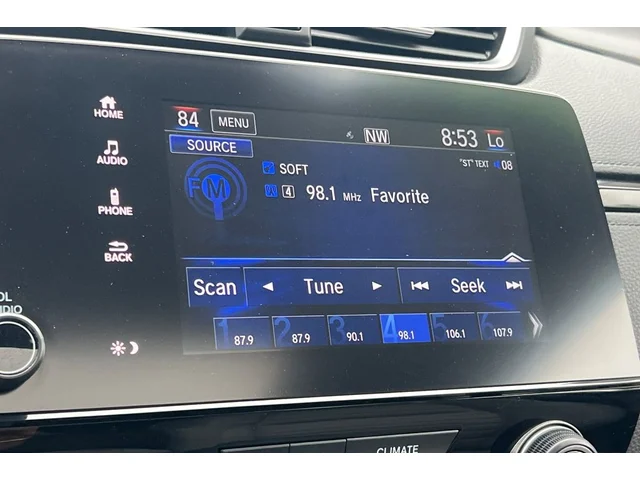 HOME
84 MENU NW 8:53 Lo
SOURCE
AUDIO
SOFT "ST" TEXT 08
FM
4 98.1 MHz Favorite
PHONE
BACK
Scan Tune Seek
1 87.9 2 87.9 3 90.1 4 98.1 5 106.1 6 107.9
CLIMATE